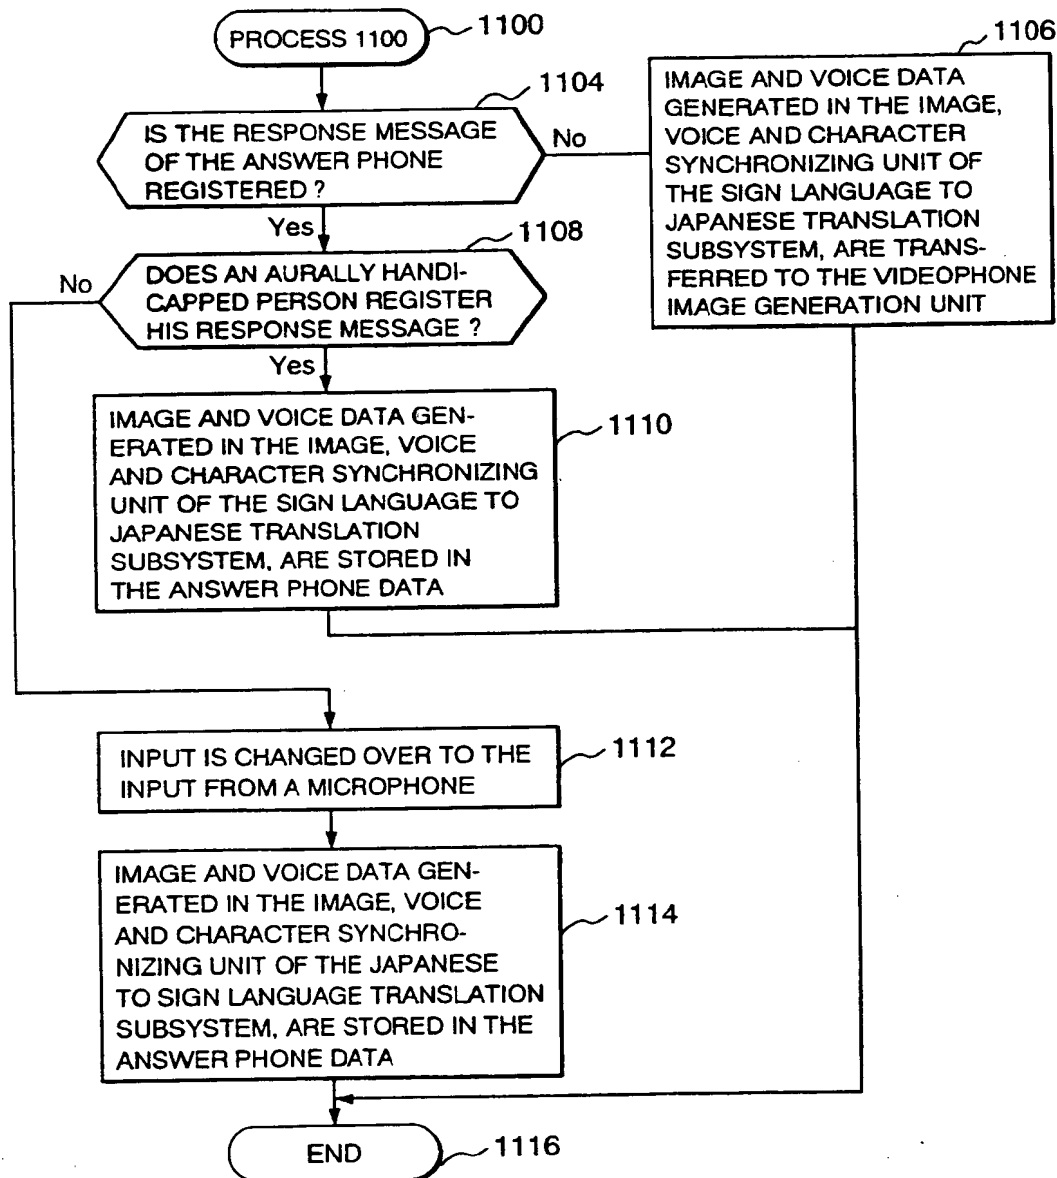 PROCESS 1100
1100
1104
IS THE RESPONSE MESSAGE
OF THE ANSWER PHONE
REGISTERED ?
No
Yes
1106
IMAGE AND VOICE DATA
GENERATED IN THE IMAGE,
VOICE AND CHARACTER
SYNCHRONIZING UNIT OF
THE SIGN LANGUAGE TO
JAPANESE TRANSLATION
SUBSYSTEM, ARE TRANS-
FERRED TO THE VIDEOPHONE
IMAGE GENERATION UNIT
1108
No
DOES AN AURALLY HANDI-
CAPPED PERSON REGISTER
HIS RESPONSE MESSAGE ?
Yes
IMAGE AND VOICE DATA GEN-
ERATED IN THE IMAGE, VOICE
AND CHARACTER SYNCHRONIZING
UNIT OF THE SIGN LANGUAGE TO
JAPANESE TRANSLATION
SUBSYSTEM, ARE STORED IN
THE ANSWER PHONE DATA
1110
INPUT IS CHANGED OVER TO THE
INPUT FROM A MICROPHONE
1112
IMAGE AND VOICE DATA GEN-
ERATED IN THE IMAGE, VOICE
AND CHARACTER SYNCHRO-
NIZING UNIT OF THE JAPANESE
TO SIGN LANGUAGE TRANSLATION
SUBSYSTEM, ARE STORED IN THE
ANSWER PHONE DATA
1114
END
1116